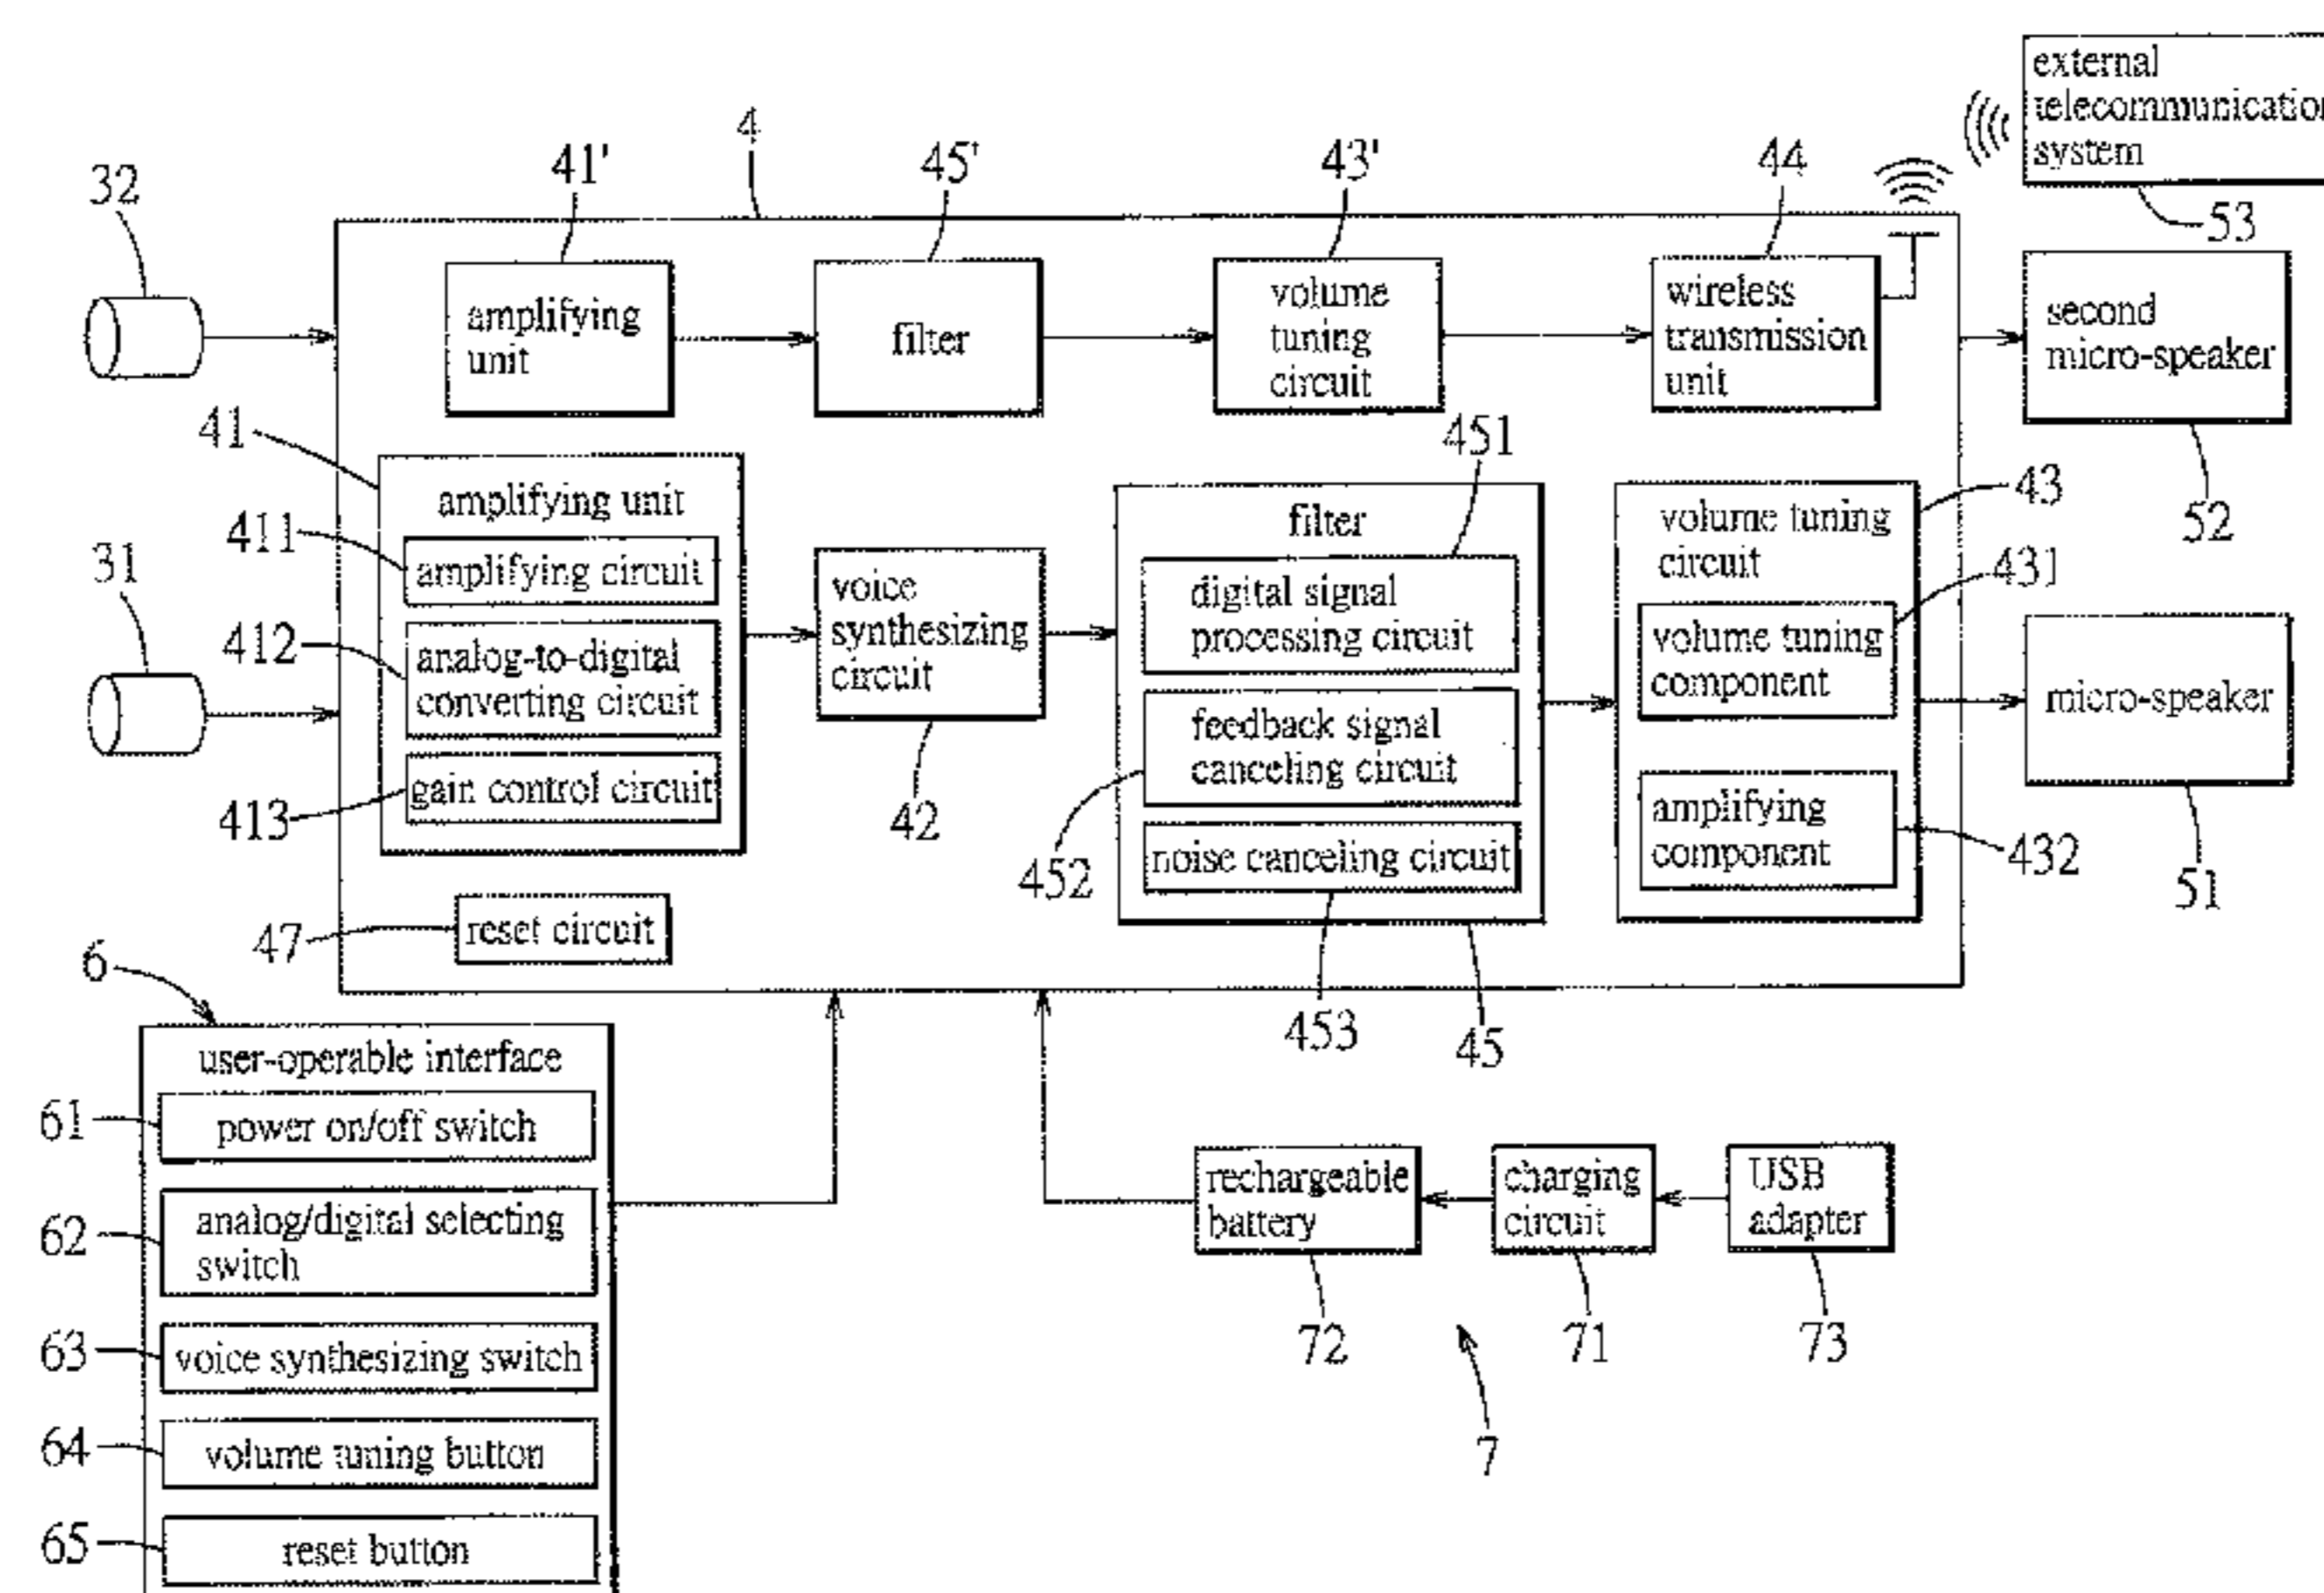 external
telecommunication
system
53
4
41'
45'
43'
44
32
amplifying
unit
filter
volume
tuning
circuit
wireless
transmission
unit
second
micro-speaker
52
41
amplifying unit
411
amplifying circuit
412
analog-to-digital
converting circuit
413
gain control circuit
31
voice
synthesizing
circuit
42
451
filter
digital signal
processing circuit
452
feedback signal
canceling circuit
noise canceling circuit
453
45
43
volume tuning
circuit
431
volume tuning
component
amplifying
component
432
micro-speaker
51
47
reset circuit
6
user-operable interface
61
power on/off switch
62
analog/digital selecting
switch
63
voice synthesizing switch
64
volume tuning button
65
reset button
rechargeable
battery
72
charging
circuit
71
USB
adapter
73
7